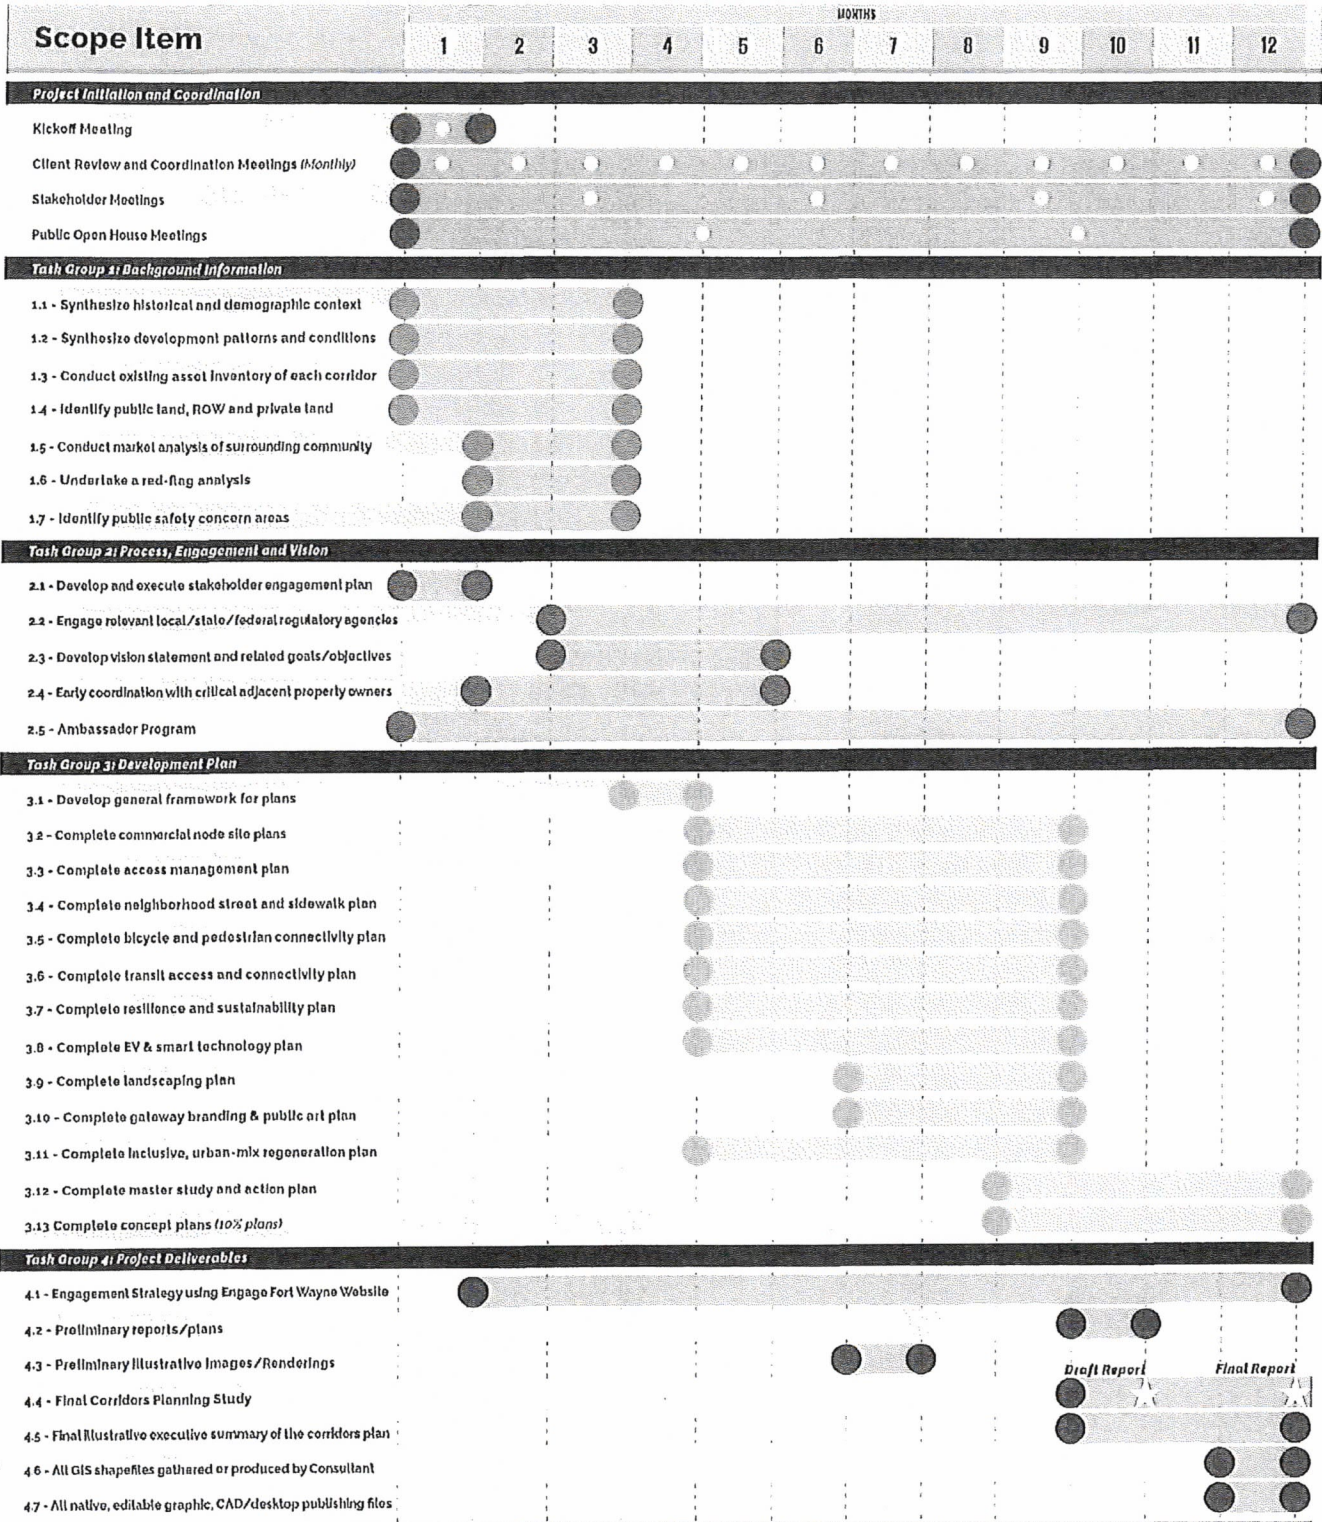 MONTHS
Scope Item 1 2 3 4 5 6 7 8 9 10 11 12
Project Initiation and Coordination
Kickoff Meeting
Client Review and Coordination Meetings (Monthly)
Stakeholder Meetings
Public Open House Meetings
Task Group 1: Background Information
1.1 - Synthesize historical and demographic context
1.2 - Synthesize development patterns and conditions
1.3 - Conduct existing asset inventory of each corridor
1.4 - Identify public land, ROW and private land
1.5 - Conduct market analysis of surrounding community
1.6 - Undertake a red-flag analysis
1.7 - Identify public safety concern areas
Task Group 2: Process, Engagement and Vision
2.1 - Develop and execute stakeholder engagement plan
2.2 - Engage relevant local/state/federal regulatory agencies
2.3 - Develop vision statement and related goals/objectives
2.4 - Early coordination with critical adjacent property owners
2.5 - Ambassador Program
Task Group 3: Development Plan
3.1 - Develop general framework for plans
3.2 - Complete commercial node site plans
3.3 - Complete access management plan
3.4 - Complete neighborhood street and sidewalk plan
3.5 - Complete bicycle and pedestrian connectivity plan
3.6 - Complete transit access and connectivity plan
3.7 - Complete resilience and sustainability plan
3.8 - Complete EV & smart technology plan
3.9 - Complete landscaping plan
3.10 - Complete gateway branding & public art plan
3.11 - Complete inclusive, urban-mix regeneration plan
3.12 - Complete master study and action plan
3.13 Complete concept plans (10% plans)
Task Group 4: Project Deliverables
4.1 - Engagement Strategy using Engage Fort Wayne Website
4.2 - Preliminary reports/plans
4.3 - Preliminary Illustrative Images/Renderings
Draft Report Final Report
4.4 - Final Corridors Planning Study
4.5 - Final illustrative executive summary of the corridors plan
4.6 - All GIS shapefiles gathered or produced by Consultant
4.7 - All native, editable graphic, CAD/desktop publishing files